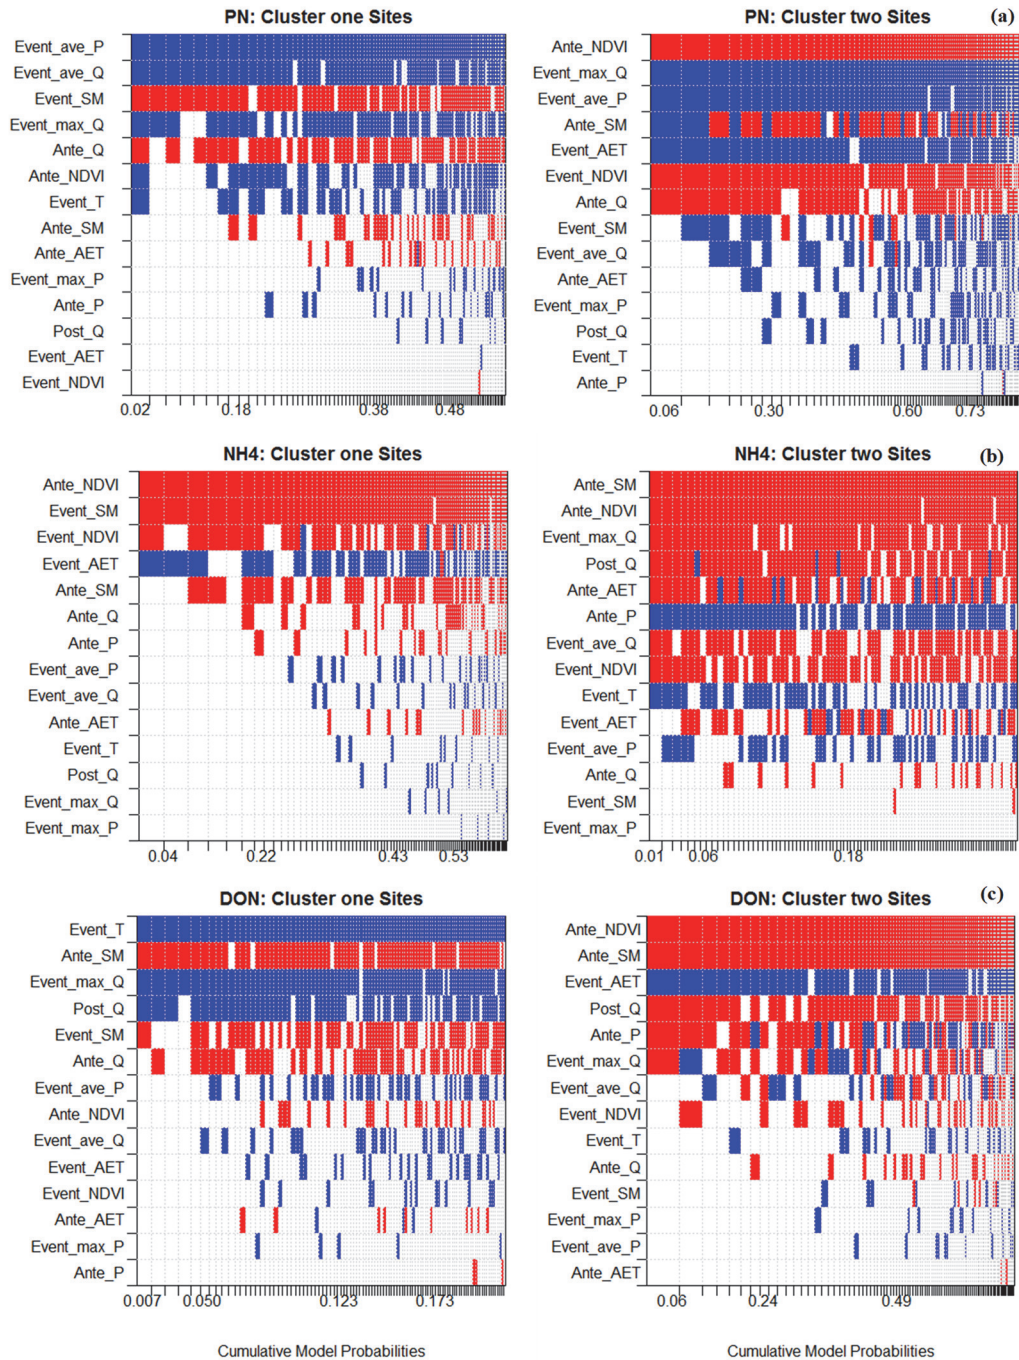 PN: Cluster one Sites
Event_ave_P
Event_ave_Q
Event_SM
Event_max_Q
Ante_Q
Ante_NDVI
Event_T
Ante_SM
Ante_AET
Event_max_P
Ante_P
Post_Q
Event_AET
Event_NDVI
0.02 0.18 0.38 0.48
PN: Cluster two Sites (a)
Ante_NDVI
Event_max_Q
Event_ave_P
Ante_SM
Event_AET
Event_NDVI
Ante_Q
Event_SM
Event_ave_Q
Ante_AET
Event_max_P
Post_Q
Event_T
Ante_P
0.06 0.30 0.60 0.73
NH4: Cluster one Sites
Ante_NDVI
Event_SM
Event_NDVI
Event_AET
Ante_SM
Ante_Q
Ante_P
Event_ave_P
Event_ave_Q
Ante_AET
Event_T
Post_Q
Event_max_Q
Event_max_P
0.04 0.22 0.43 0.53
NH4: Cluster two Sites (b)
Ante_SM
Ante_NDVI
Event_max_Q
Post_Q
Ante_AET
Ante_P
Event_ave_Q
Event_NDVI
Event_T
Event_AET
Event_ave_P
Ante_Q
Event_SM
Event_max_P
0.01 0.06 0.18
DON: Cluster one Sites
Event_T
Ante_SM
Event_max_Q
Post_Q
Event_SM
Ante_Q
Event_ave_P
Ante_NDVI
Event_ave_Q
Event_AET
Event_NDVI
Ante_AET
Event_max_P
Ante_P
0.007 0.050 0.123 0.173
Cumulative Model Probabilities
DON: Cluster two Sites (c)
Ante_NDVI
Ante_SM
Event_AET
Post_Q
Ante_P
Event_max_Q
Event_ave_Q
Event_NDVI
Event_T
Ante_Q
Event_SM
Event_max_P
Event_ave_P
Ante_AET
0.06 0.24 0.49
Cumulative Model Probabilities